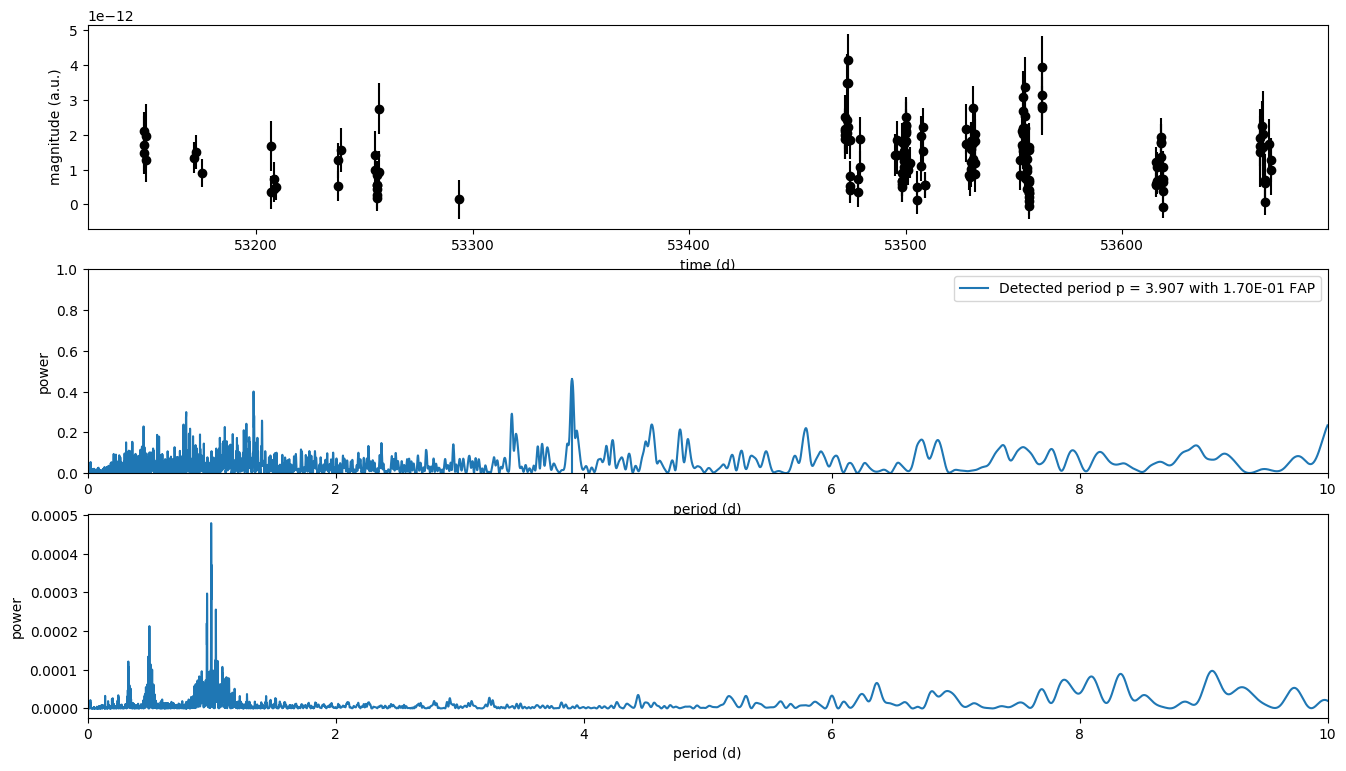 1e−12
5
4
3
2
1
0
magnitude (a.u.)
53200 53300 53400 53500 53600
time (d)
1.0
0.8
0.6
0.4
0.2
0.0
power
Detected period p = 3.907 with 1.70E-01 FAP
0 2 4 6 8 10
period (d)
0.0005
0.0004
0.0003
0.0002
0.0001
0.0000
power
0 2 4 6 8 10
period (d)